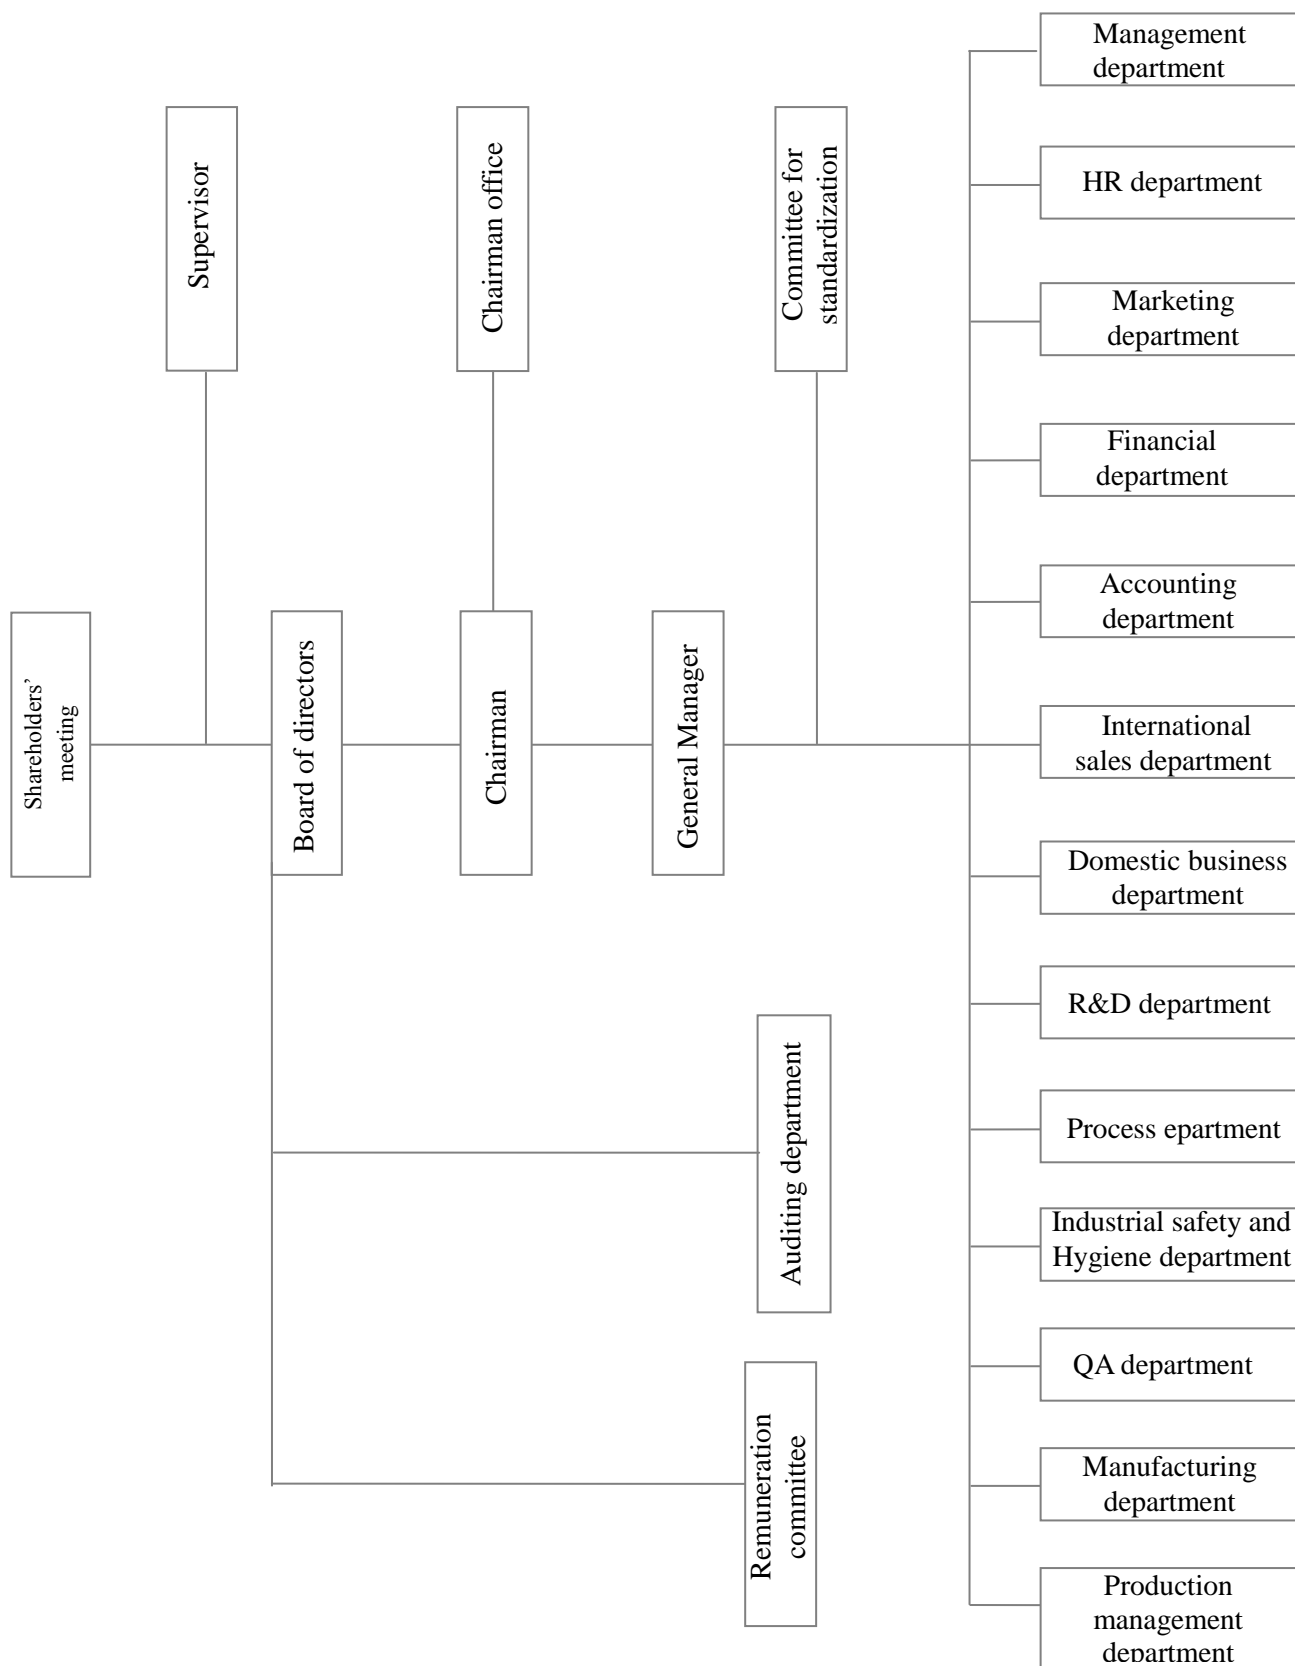 Shareholders’
meeting
Supervisor
Board of directors
Chairman office
Chairman
General Manager
Committee for
standardization
Auditing department
Remuneration
committee
Management
department
HR department
Marketing
department
Financial
department
Accounting
department
International
sales department
Domestic business
department
R&D department
Process epartment
Industrial safety and
Hygiene department
QA department
Manufacturing
department
Production
management
department